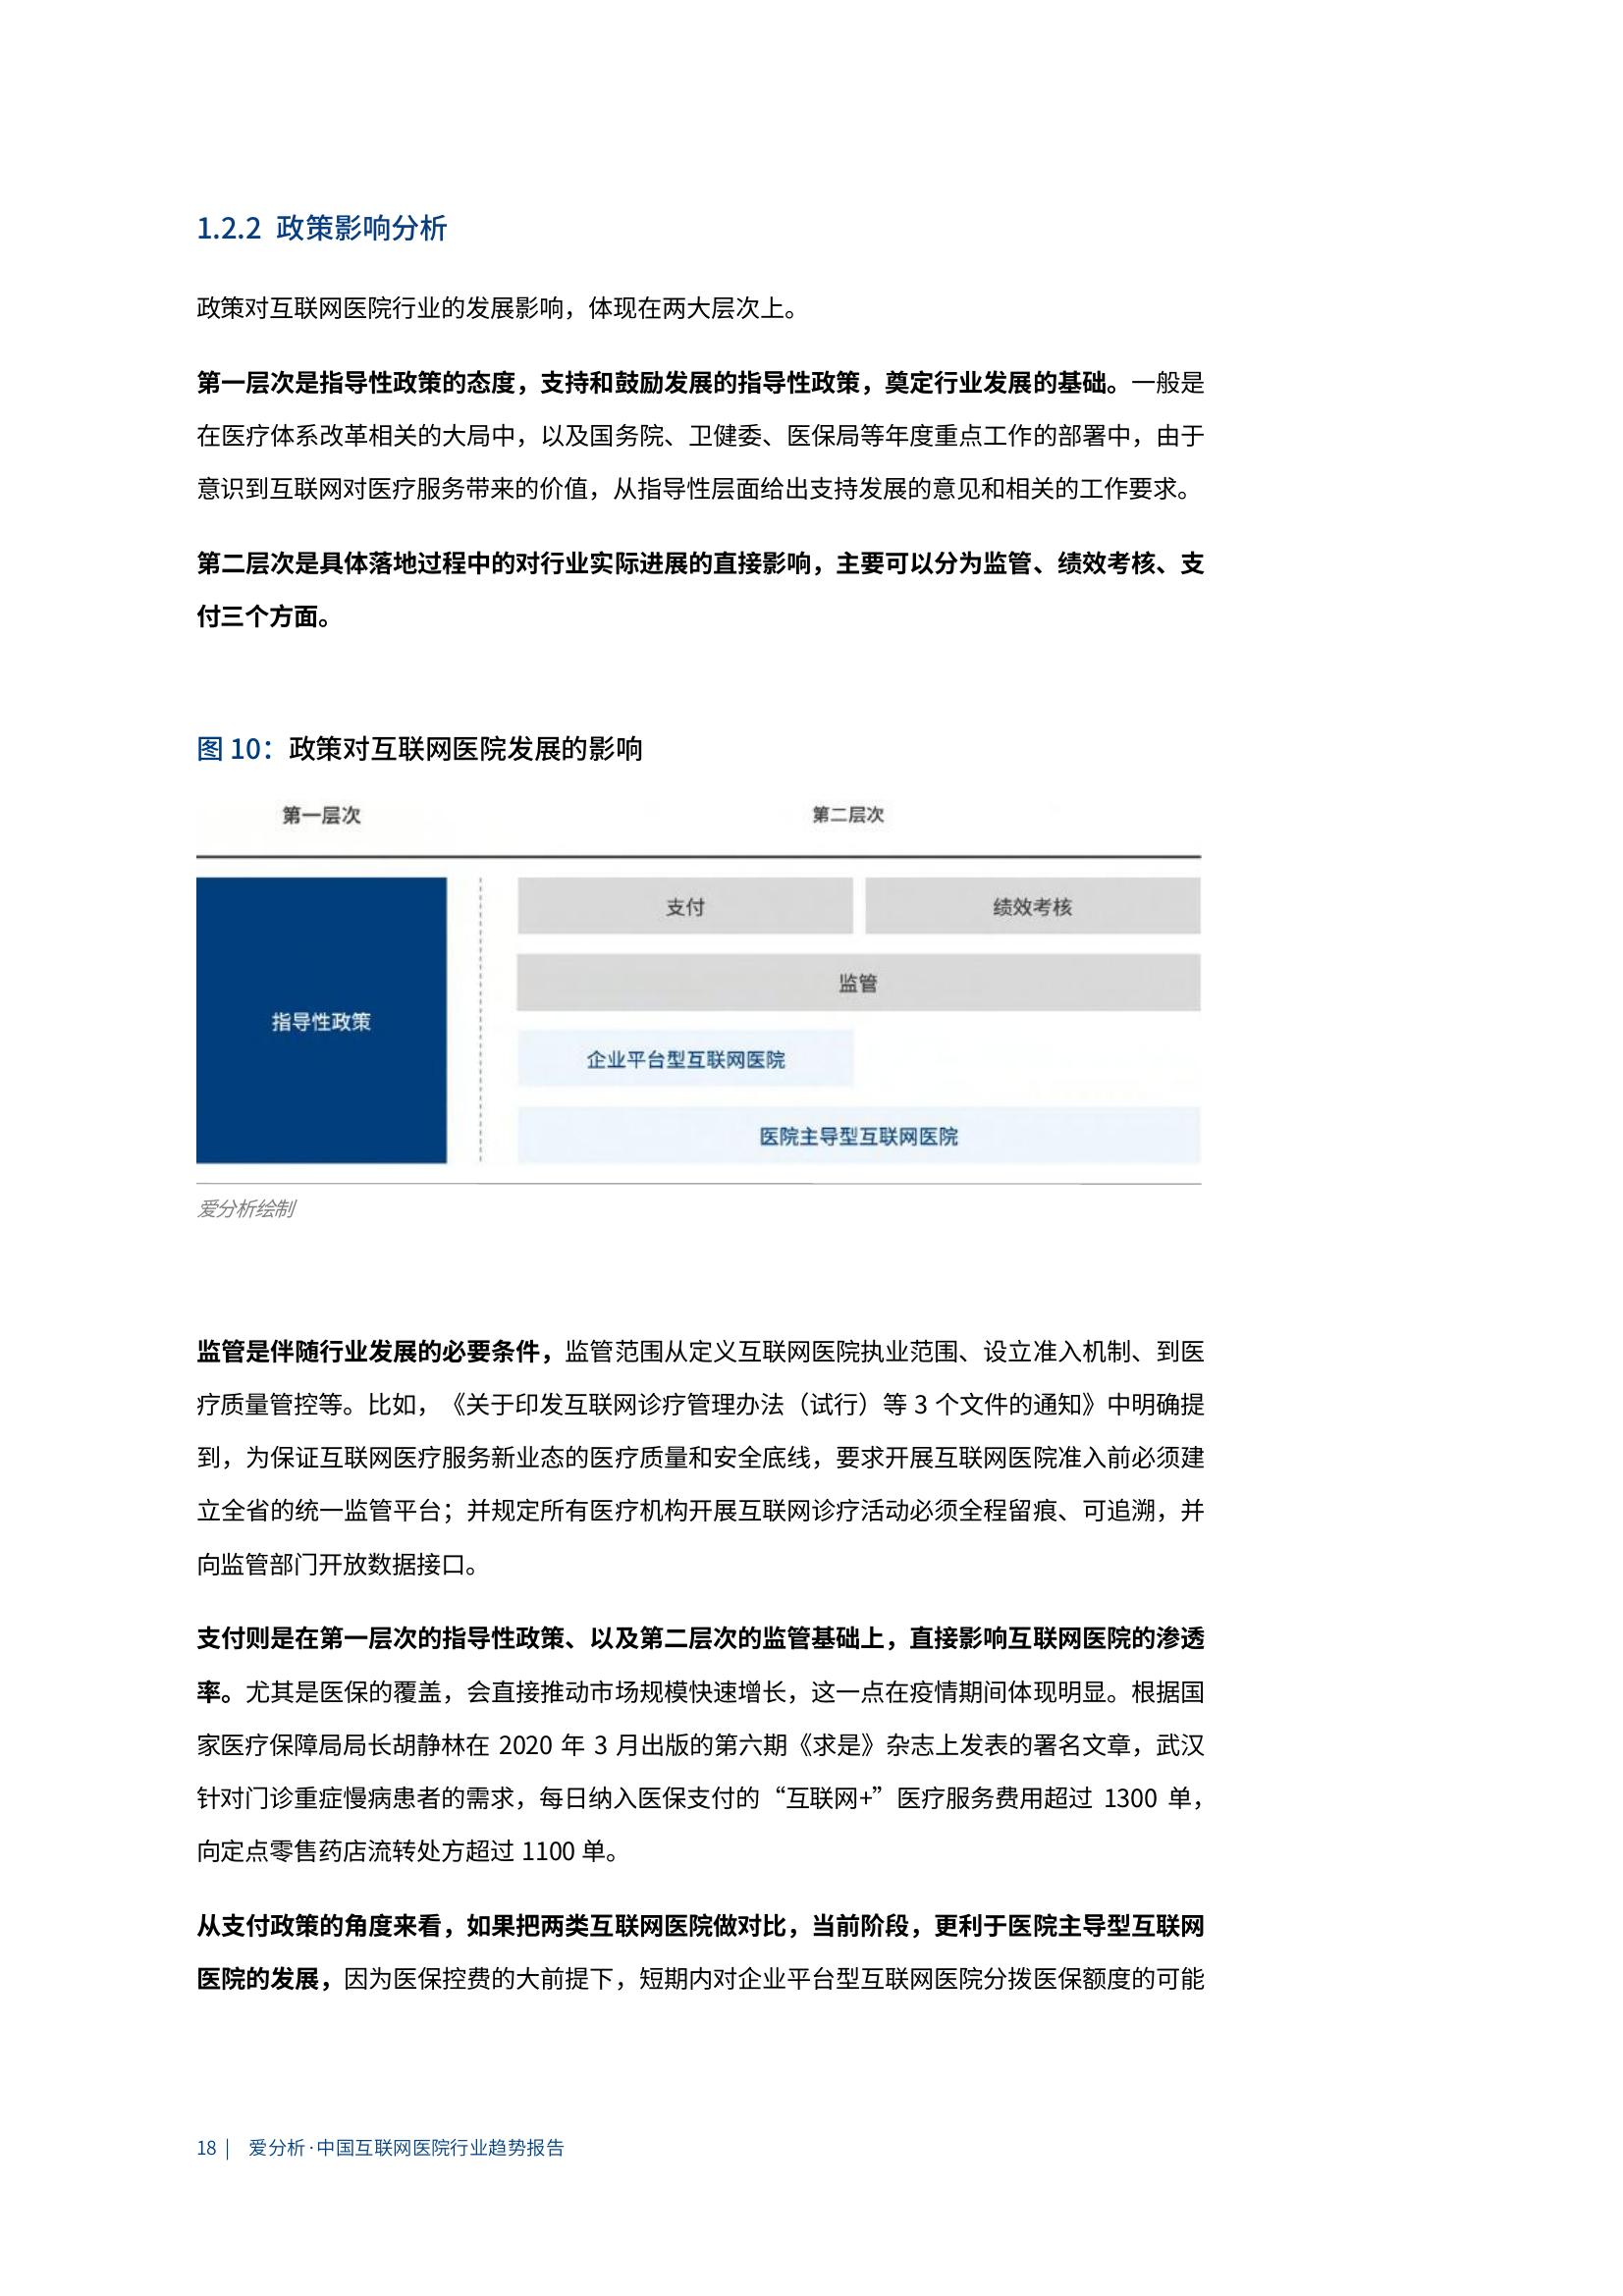 1.2.2 政策影响分析
政策对互联网医院行业的发展影响，体现在两大层次上。
第一层次是指导性政策的态度，支持和鼓励发展的指导性政策，奠定行业发展的基础。一般是
在医疗体系改革相关的大局中，以及国务院、卫健委、医保局等年度重点工作的部署中，由于
意识到互联网对医疗服务带来的价值，从指导性层面给出支持发展的意见和相关的工作要求。
第二层次是具体落地过程中的对行业实际进展的直接影响，主要可以分为监管、绩效考核、支
付三个方面。
图 10：政策对互联网医院发展的影响
第一层次
第二层次
指导性政策
支付
绩效考核
监管
企业平台型互联网医院
医院主导型互联网医院
爱分析绘制
监管是伴随行业发展的必要条件，监管范围从定义互联网医院执业范围、设立准入机制、到医
疗质量管控等。比如，《关于印发互联网诊疗管理办法（试行）等 3 个文件的通知》中明确提
到，为保证互联网医疗服务新业态的医疗质量和安全底线，要求开展互联网医院准入前必须建
立全省的统一监管平台；并规定所有医疗机构开展互联网诊疗活动必须全程留痕、可追溯，并
向监管部门开放数据接口。
支付则是在第一层次的指导性政策、以及第二层次的监管基础上，直接影响互联网医院的渗透
率。尤其是医保的覆盖，会直接推动市场规模快速增长，这一点在疫情期间体现明显。根据国
家医疗保障局局长胡静林在 2020 年 3 月出版的第六期《求是》杂志上发表的署名文章，武汉
针对门诊重症慢病患者的需求，每日纳入医保支付的“互联网+”医疗服务费用超过 1300 单，
向定点零售药店流转处方超过 1100 单。
从支付政策的角度来看，如果把两类互联网医院做对比，当前阶段，更利于医院主导型互联网
医院的发展，因为医保控费的大前提下，短期内对企业平台型互联网医院分拨医保额度的可能
18 | 爱分析·中国互联网医院行业趋势报告